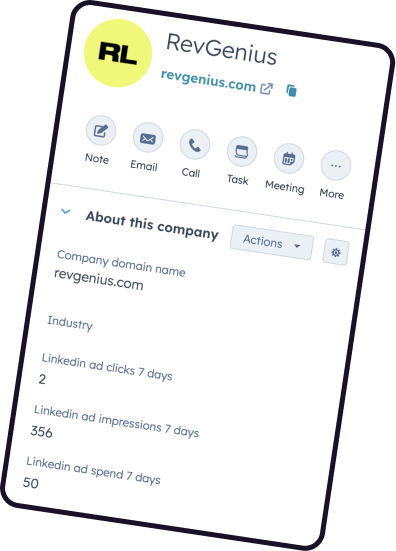 RL
RevGenius
revgenius.com
Note Email Call Task Meeting More
About this company Actions
Company domain name
revgenius.com
Industry
Linkedin ad clicks 7 days
2
Linkedin ad impressions 7 days
356
Linkedin ad spend 7 days
50